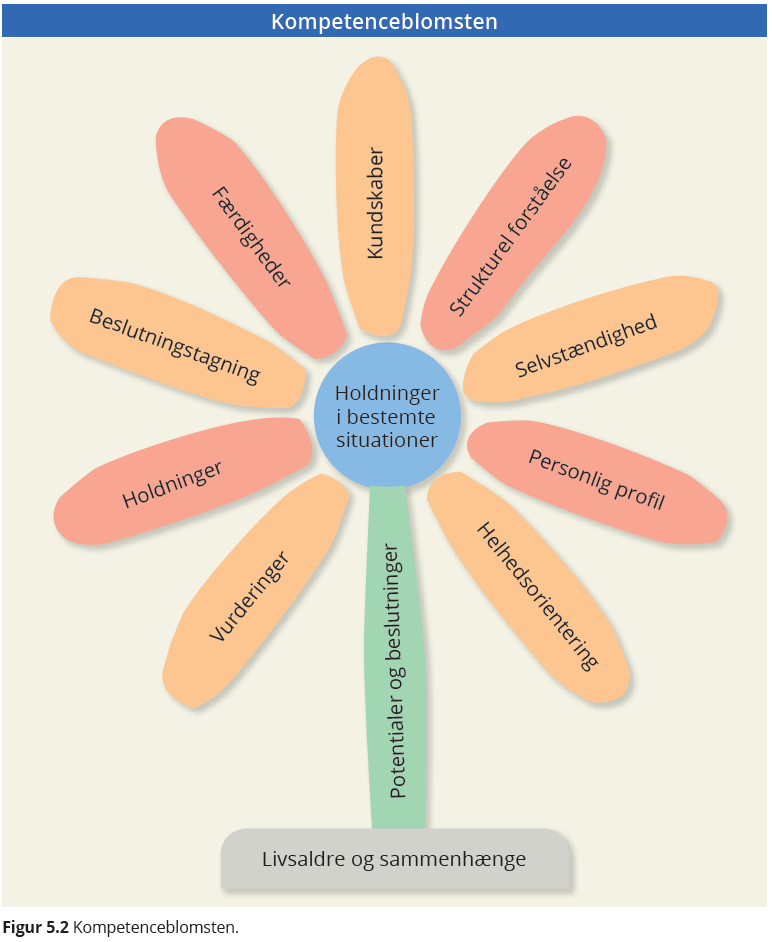 Kompetenceblomsten
Kundskaber
Strukturel forståelse
Selvstændighed
Personlig profil
Helhedsorientering
Vurderinger
Holdninger
Beslutningstagning
Færdigheder
Holdninger
i bestemte
situationer
Potentialer og beslutninger
Livsaldre og sammenhænge
Figur 5.2 Kompetenceblomsten.